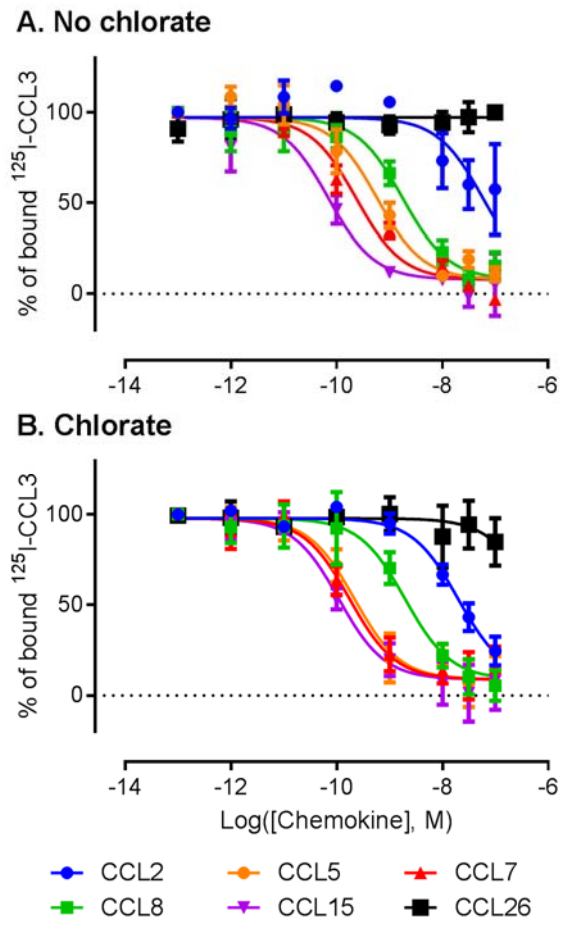 A. No chlorate
% of bound ¹²⁵I-CCL3
100
50
0
-14 -12 -10 -8 -6
B. Chlorate
% of bound ¹²⁵I-CCL3
100
50
0
-14 -12 -10 -8 -6
Log([Chemokine], M)
CCL2 CCL5 CCL7
CCL8 CCL15 CCL26